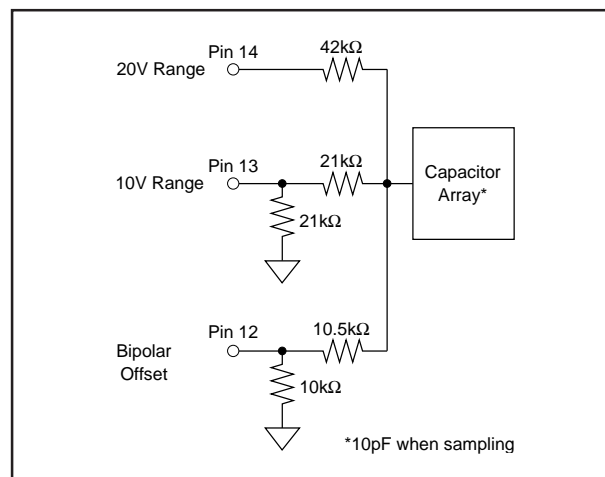 Pin 14
42kΩ
20V Range
Pin 13
21kΩ
10V Range
Capacitor
Array*
21kΩ
Pin 12
10.5kΩ
Bipolar
Offset
10kΩ
*10pF when sampling